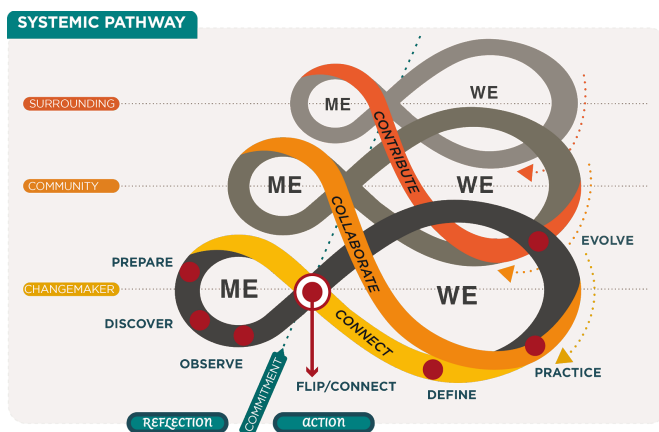 SYSTEMIC PATHWAY
SURROUNDING
ME
WE
CONTRIBUTE
COMMUNITY
ME
WE
COLLABORATE
EVOLVE
PREPARE
CHANGEMAKER
ME
WE
DISCOVER
CONNECT
OBSERVE
FLIP/CONNECT
PRACTICE
DEFINE
COMMITMENT
REFLECTION
ACTION